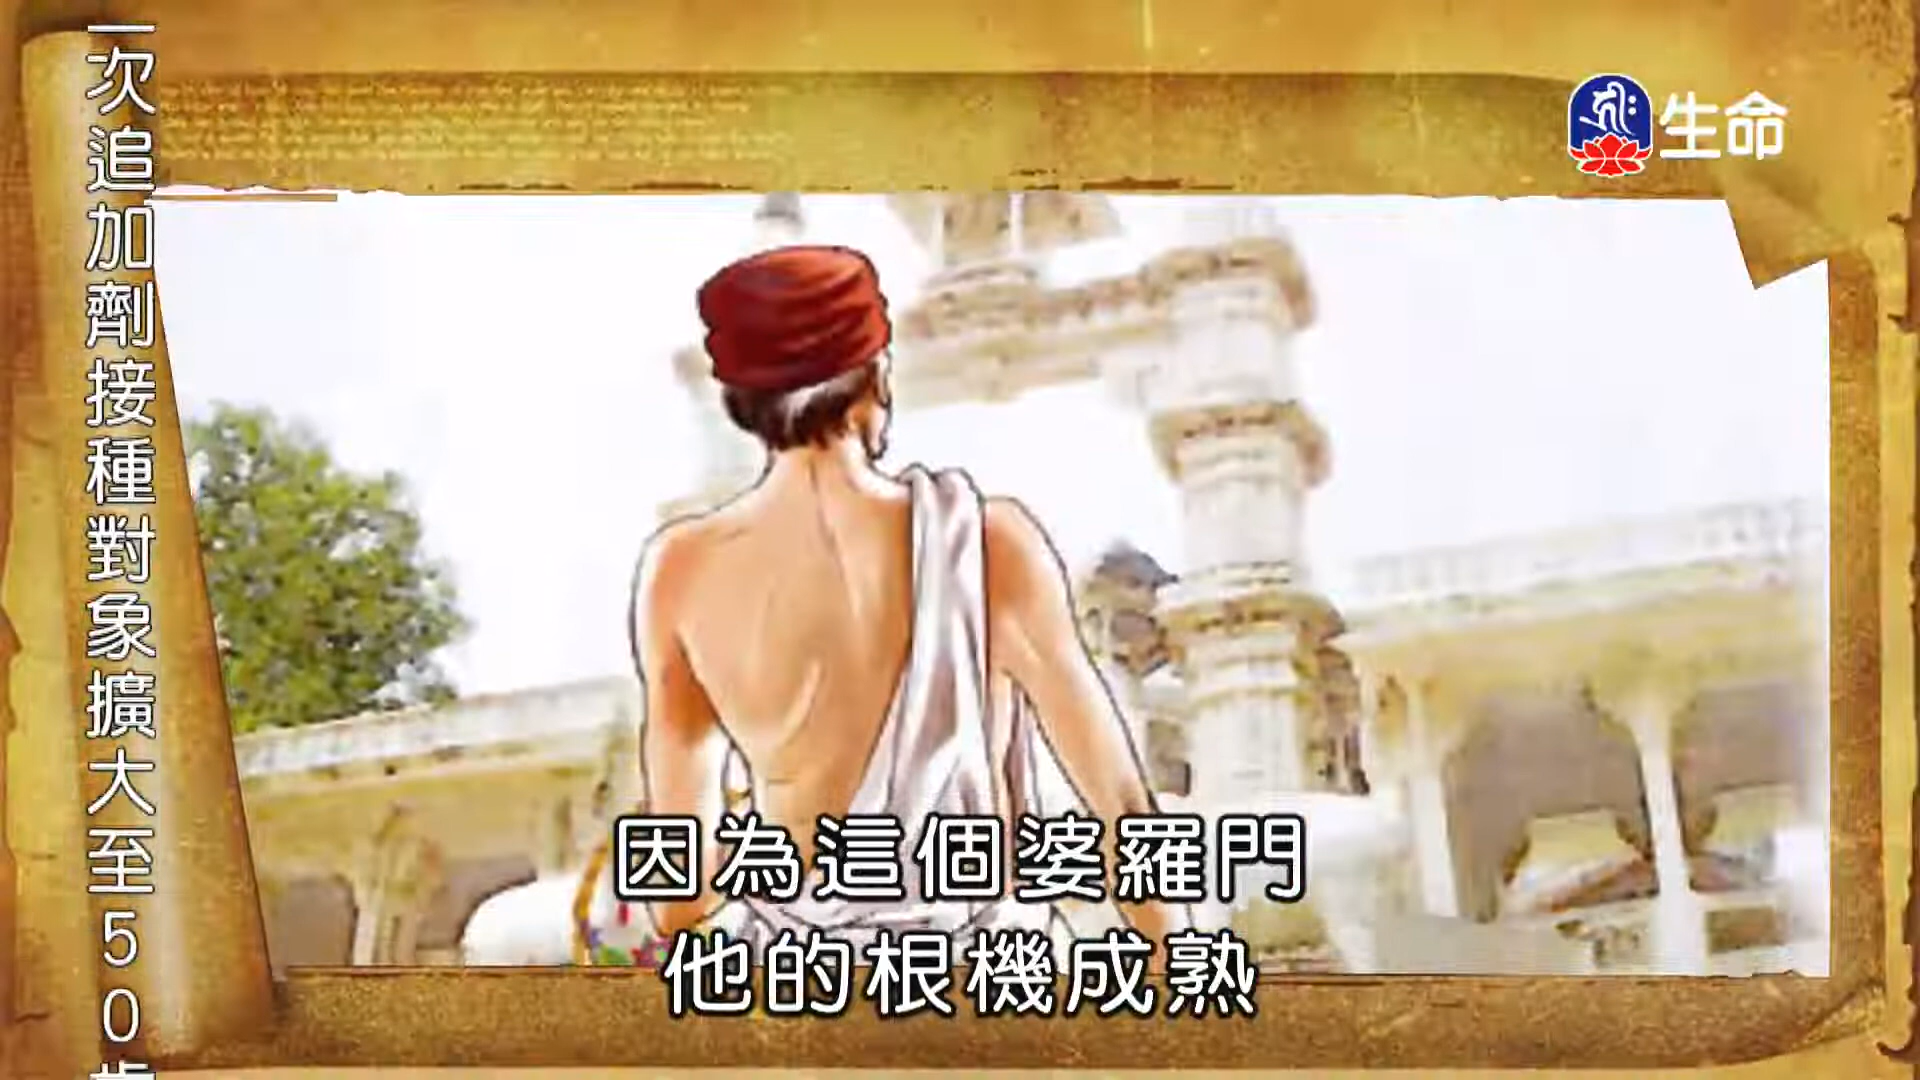 次追加劑接種對象擴大至50
生命
因為這個婆羅門
他的根機成熟